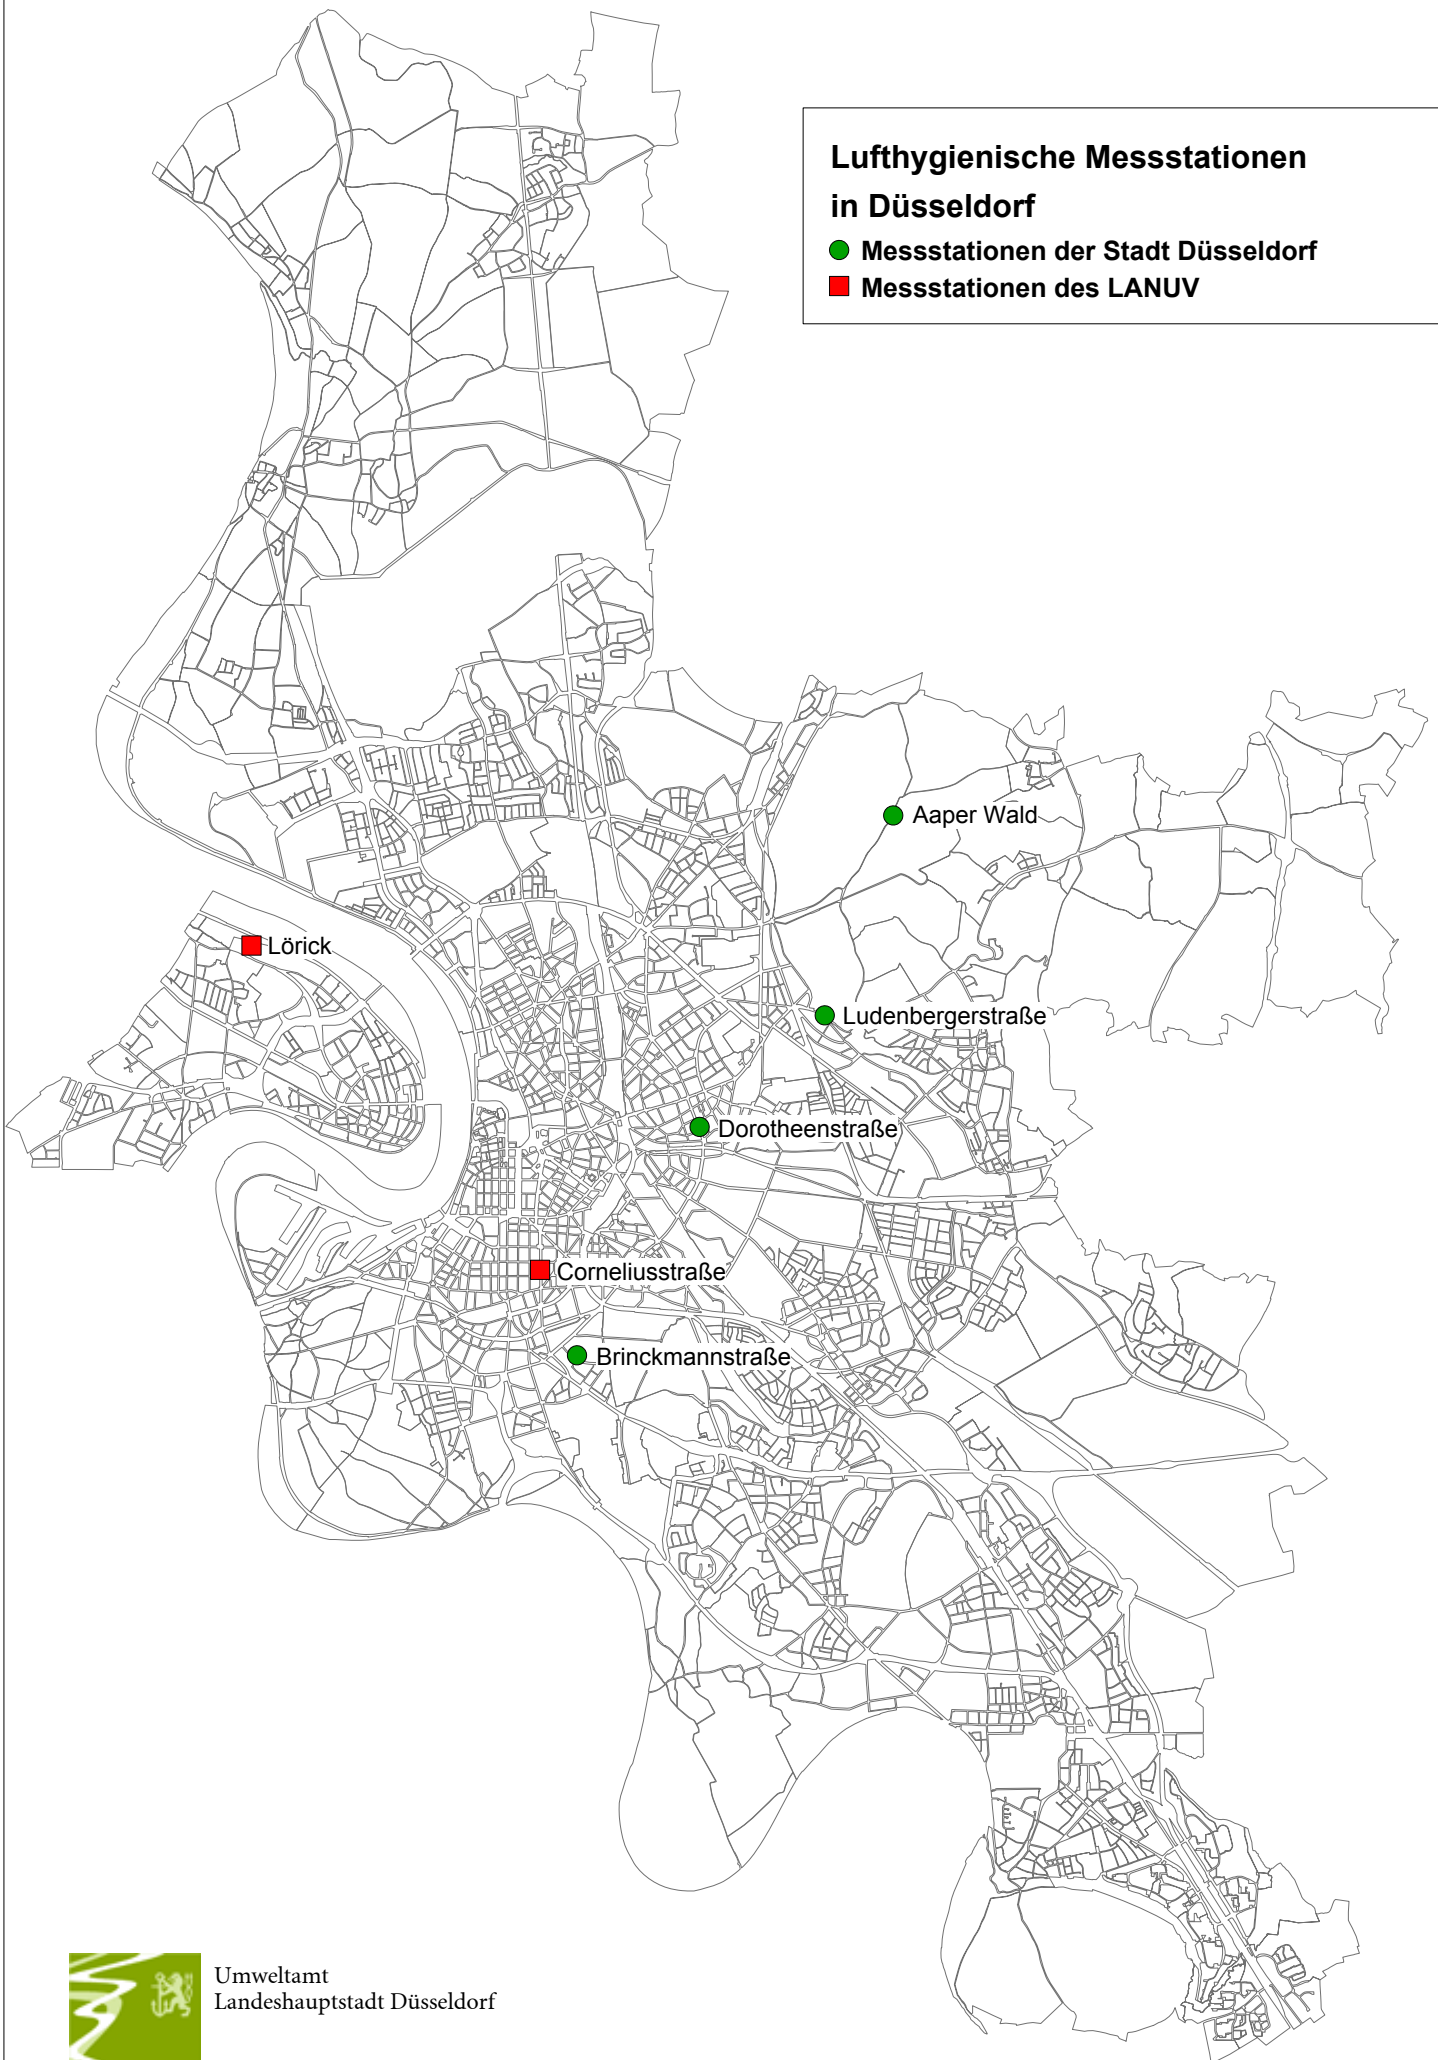 Lufthygienische Messstationen
in Düsseldorf
Messstationen der Stadt Düsseldorf
Messstationen des LANUV
Aaper Wald
Lörick
Ludenbergerstraße
Dorotheenstraße
Corneliusstraße
Brinckmannstraße
Umweltamt
Landeshauptstadt Düsseldorf